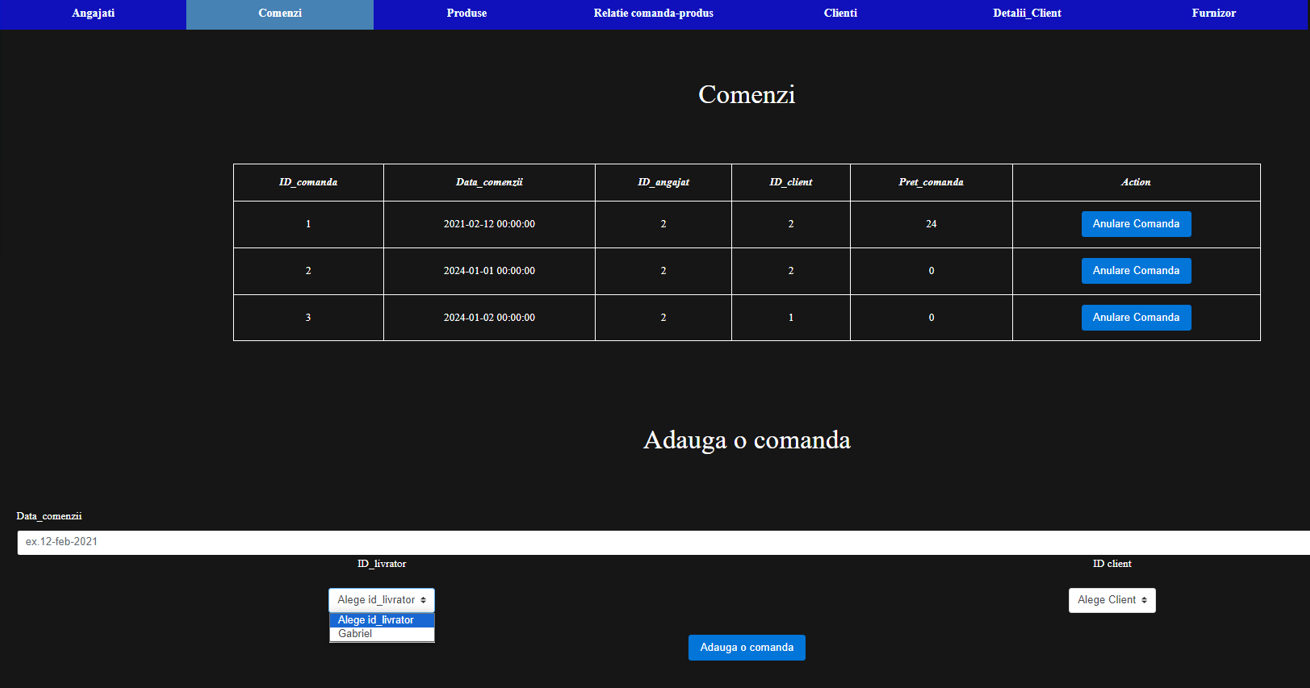 Angajati Comenzi Produse Relatie comanda-produs Clienti Detalii_Client Furnizor
Comenzi
ID_comanda Data_comenzii ID_angajat ID_client Pret_comanda Action
1 2021-02-12 00:00:00 2 2 24 Anulare Comanda
2 2024-01-01 00:00:00 2 2 0 Anulare Comanda
3 2024-01-02 00:00:00 2 1 0 Anulare Comanda
Adauga o comanda
Data_comenzii
ex.12-feb-2021
ID_livrator ID client
Alege id_livrator Alege Client
Alege id_livrator
Gabriel
Adauga o comanda